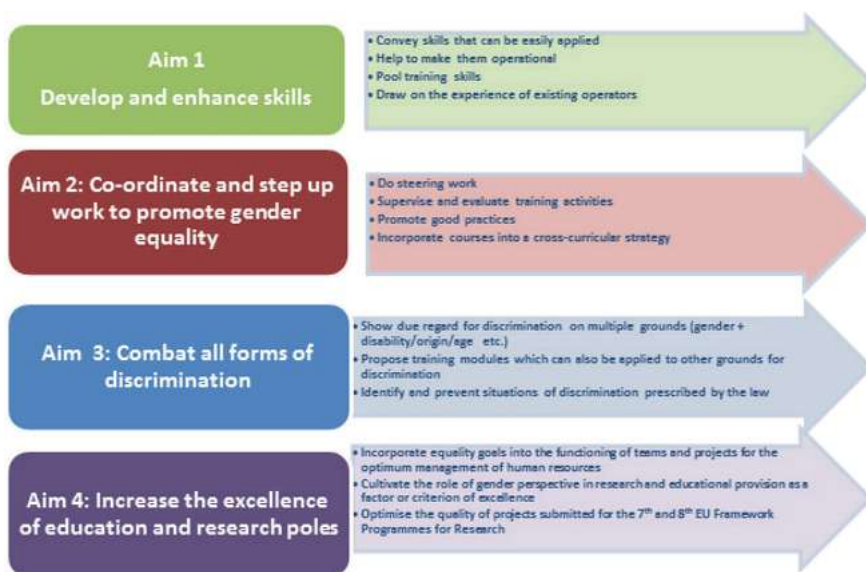 Aim 1
Develop and enhance skills
• Convey skills that can be easily applied
• Help to make them operational
• Pool training skills
• Draw on the experience of existing operators
Aim 2: Co-ordinate and step up
work to promote gender
equality
• Do steering work
• Supervise and evaluate training activities
• Promote good practices
• Incorporate courses into a cross-curricular strategy
Aim 3: Combat all forms of
discrimination
• Show due regard for discrimination on multiple grounds (gender +
disability/origin/age etc.)
• Propose training modules which can also be applied to other grounds for
discrimination
• Identify and prevent situations of discrimination prescribed by the law
Aim 4: Increase the excellence
of education and research poles
• Incorporate equality goals into the functioning of teams and projects for the
optimum management of human resources
• Cultivate the role of gender perspective in research and educational provision as a
factor or criterion of excellence
• Optimise the quality of projects submitted for the 7th and 8th EU Framework
Programmes for Research